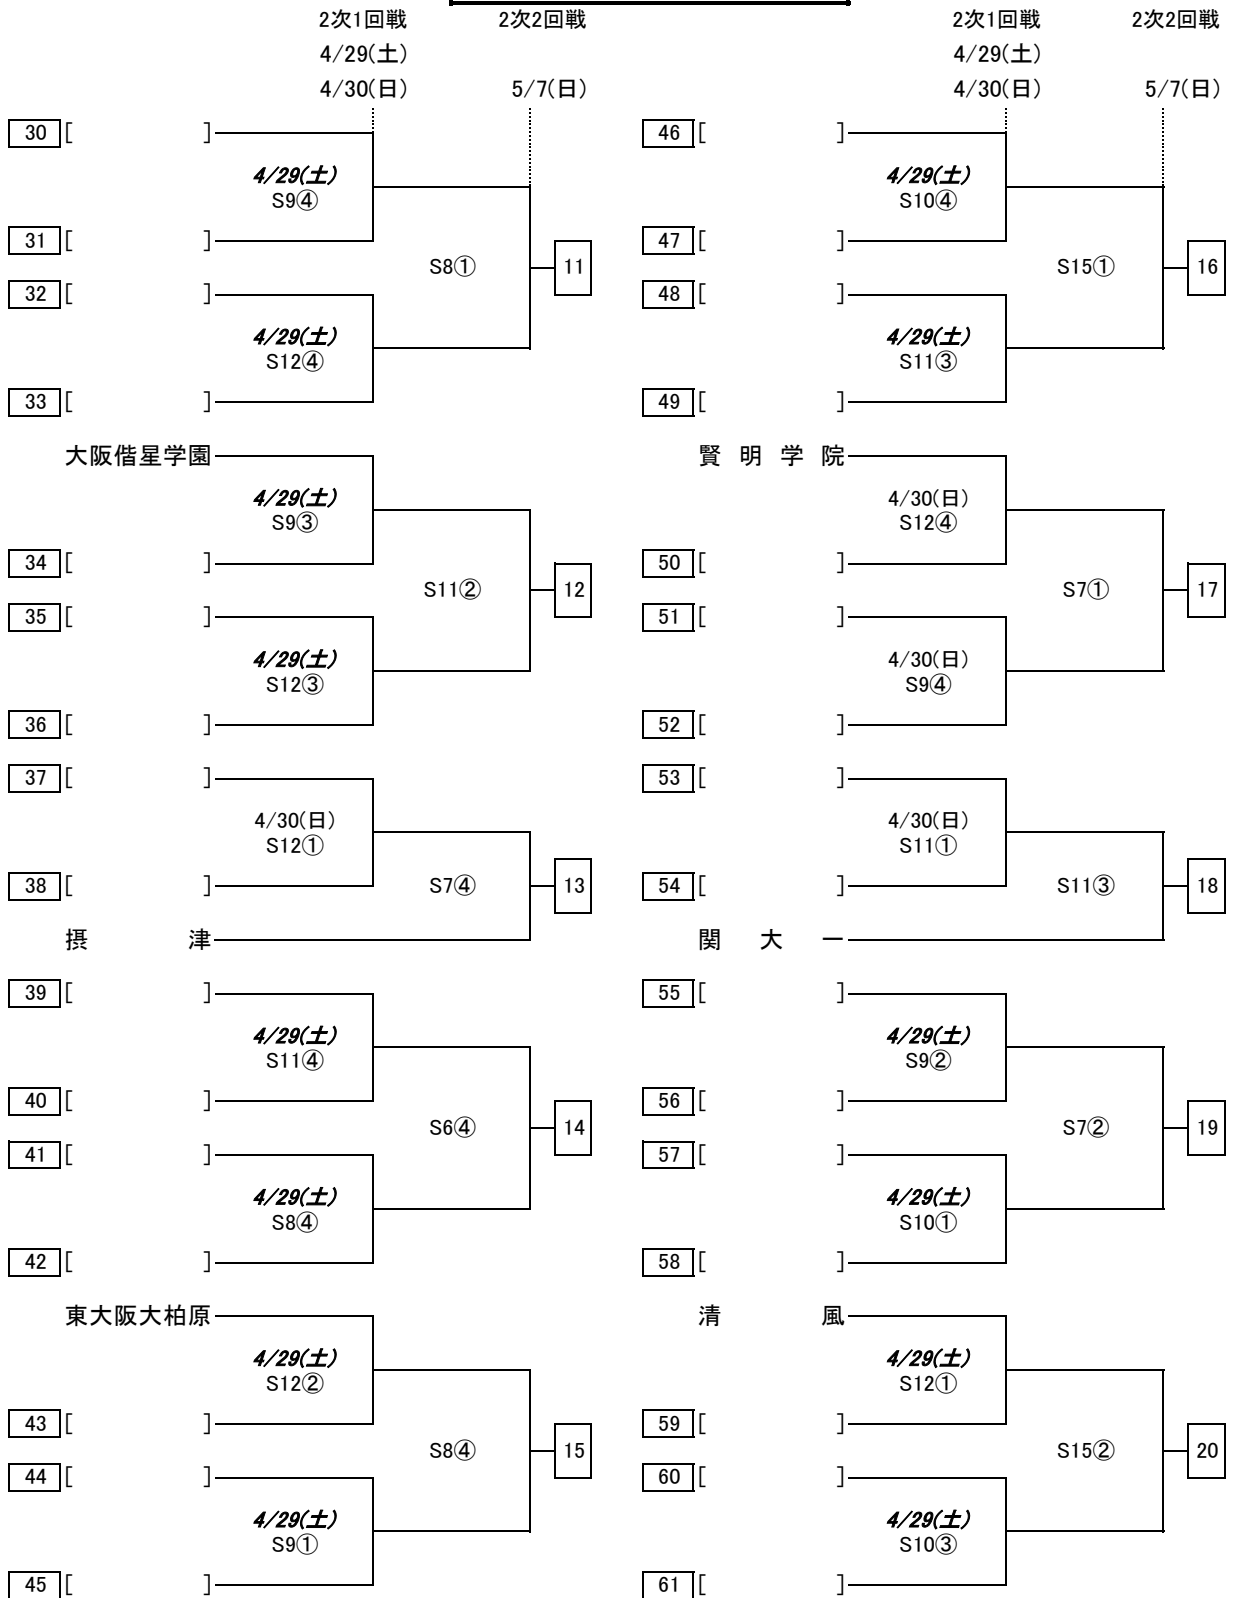 2次1回戦 2次2回戦 2次1回戦 2次2回戦
4/29(土) 4/29(土)
4/30(日) 5/7(日) 4/30(日) 5/7(日)
30 [ ] 46 [ ]
4/29(土) 4/29(土)
S9④ S10④
31 [ ] 47 [ ]
S8① 11 S15① 16
32 [ ] 48 [ ]
4/29(土) 4/29(土)
S12④ S11③
33 [ ] 49 [ ]
大阪偕星学園 賢明学院
4/29(土) 4/30(日)
S9③ S12④
34 [ ] 50 [ ]
S11② 12 S7① 17
35 [ ] 51 [ ]
4/29(土) 4/30(日)
S12③ S9④
36 [ ] 52 [ ]
37 [ ] 53 [ ]
4/30(日) 4/30(日)
S12① S11①
38 [ ] S7④ 13 54 [ ] S11③ 18
摂津 関大一
39 [ ] 55 [ ]
4/29(土) 4/29(土)
S11④ S9②
40 [ ] 56 [ ]
S6④ 14 S7② 19
41 [ ] 57 [ ]
4/29(土) 4/29(土)
S8④ S10①
42 [ ] 58 [ ]
東大阪大柏原 清風
4/29(土) 4/29(土)
S12② S12①
43 [ ] 59 [ ]
S8④ 15 S15② 20
44 [ ] 60 [ ]
4/29(土) 4/29(土)
S9① S10③
45 [ ] 61 [ ]